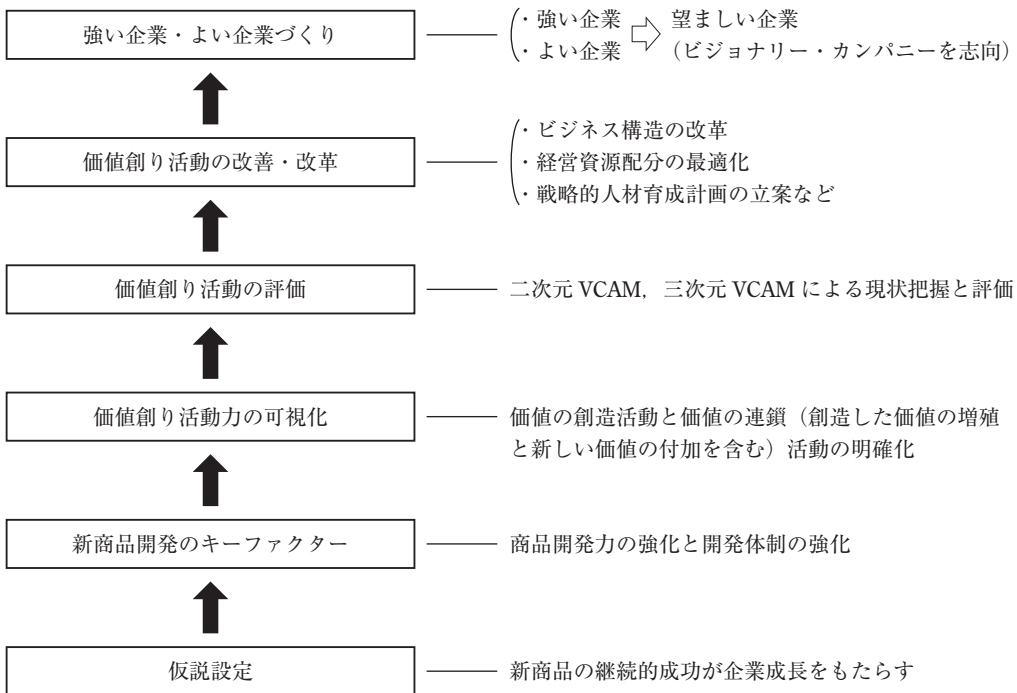 強い企業・よい企業づくり
・強い企業 ⇨ 望ましい企業
・よい企業 （ビジョナリー・カンパニーを志向）
価値創り活動の改善・改革
・ビジネス構造の改革
・経営資源配分の最適化
・戦略的人材育成計画の立案など
価値創り活動の評価
二次元 VCAM，三次元 VCAM による現状把握と評価
価値創り活動力の可視化
価値の創造活動と価値の連鎖（創造した価値の増殖
と新しい価値の付加を含む）活動の明確化
新商品開発のキーファクター
商品開発力の強化と開発体制の強化
仮説設定
新商品の継続的成功が企業成長をもたらす